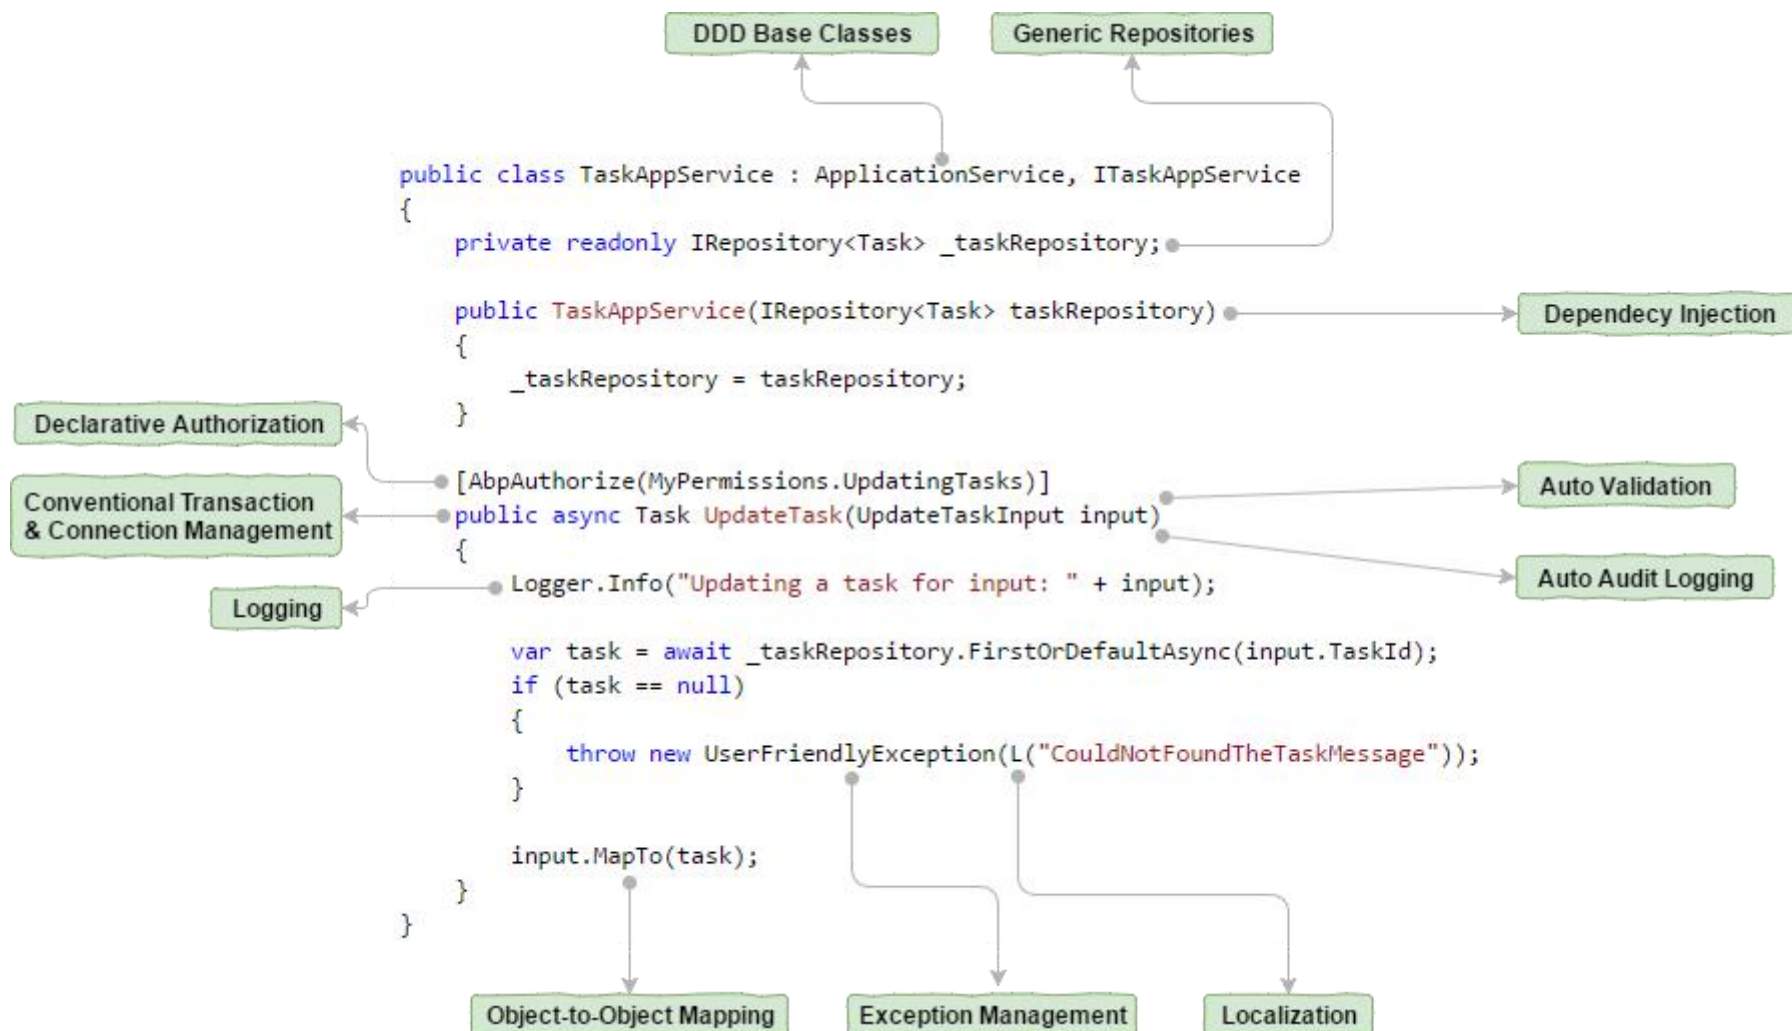 DDD Base Classes
Generic Repositories
public class TaskAppService : ApplicationService, ITaskAppService
{
private readonly IRepository<Task> _taskRepository;
public TaskAppService(IRepository<Task> taskRepository)
Dependecy Injection
{
_taskRepository = taskRepository;
}
Declarative Authorization
[AbpAuthorize(MyPermissions.UpdatingTasks)]
Auto Validation
Conventional Transaction
& Connection Management
public async Task UpdateTask(UpdateTaskInput input)
{
Auto Audit Logging
Logger.Info("Updating a task for input: " + input);
Logging
var task = await _taskRepository.FirstOrDefaultAsync(input.TaskId);
if (task == null)
{
throw new UserFriendlyException(L("CouldNotFoundTheTaskMessage"));
}
input.MapTo(task);
}
}
Object-to-Object Mapping
Exception Management
Localization